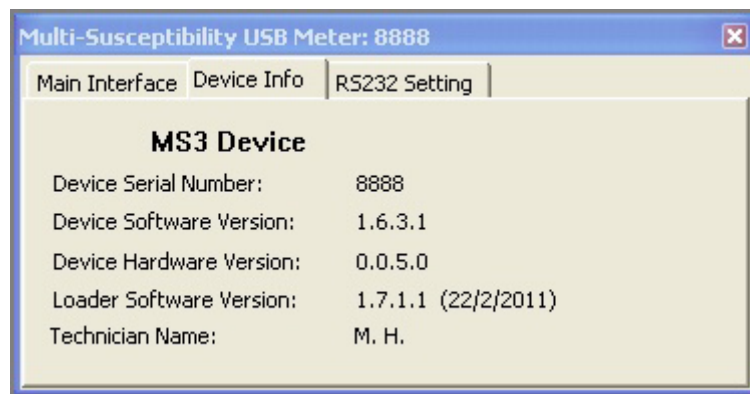 Multi-Susceptibility USB Meter: 8888
Main Interface Device Info RS232 Setting
MS3 Device
Device Serial Number: 8888
Device Software Version: 1.6.3.1
Device Hardware Version: 0.0.5.0
Loader Software Version: 1.7.1.1 (22/2/2011)
Technician Name: M. H.